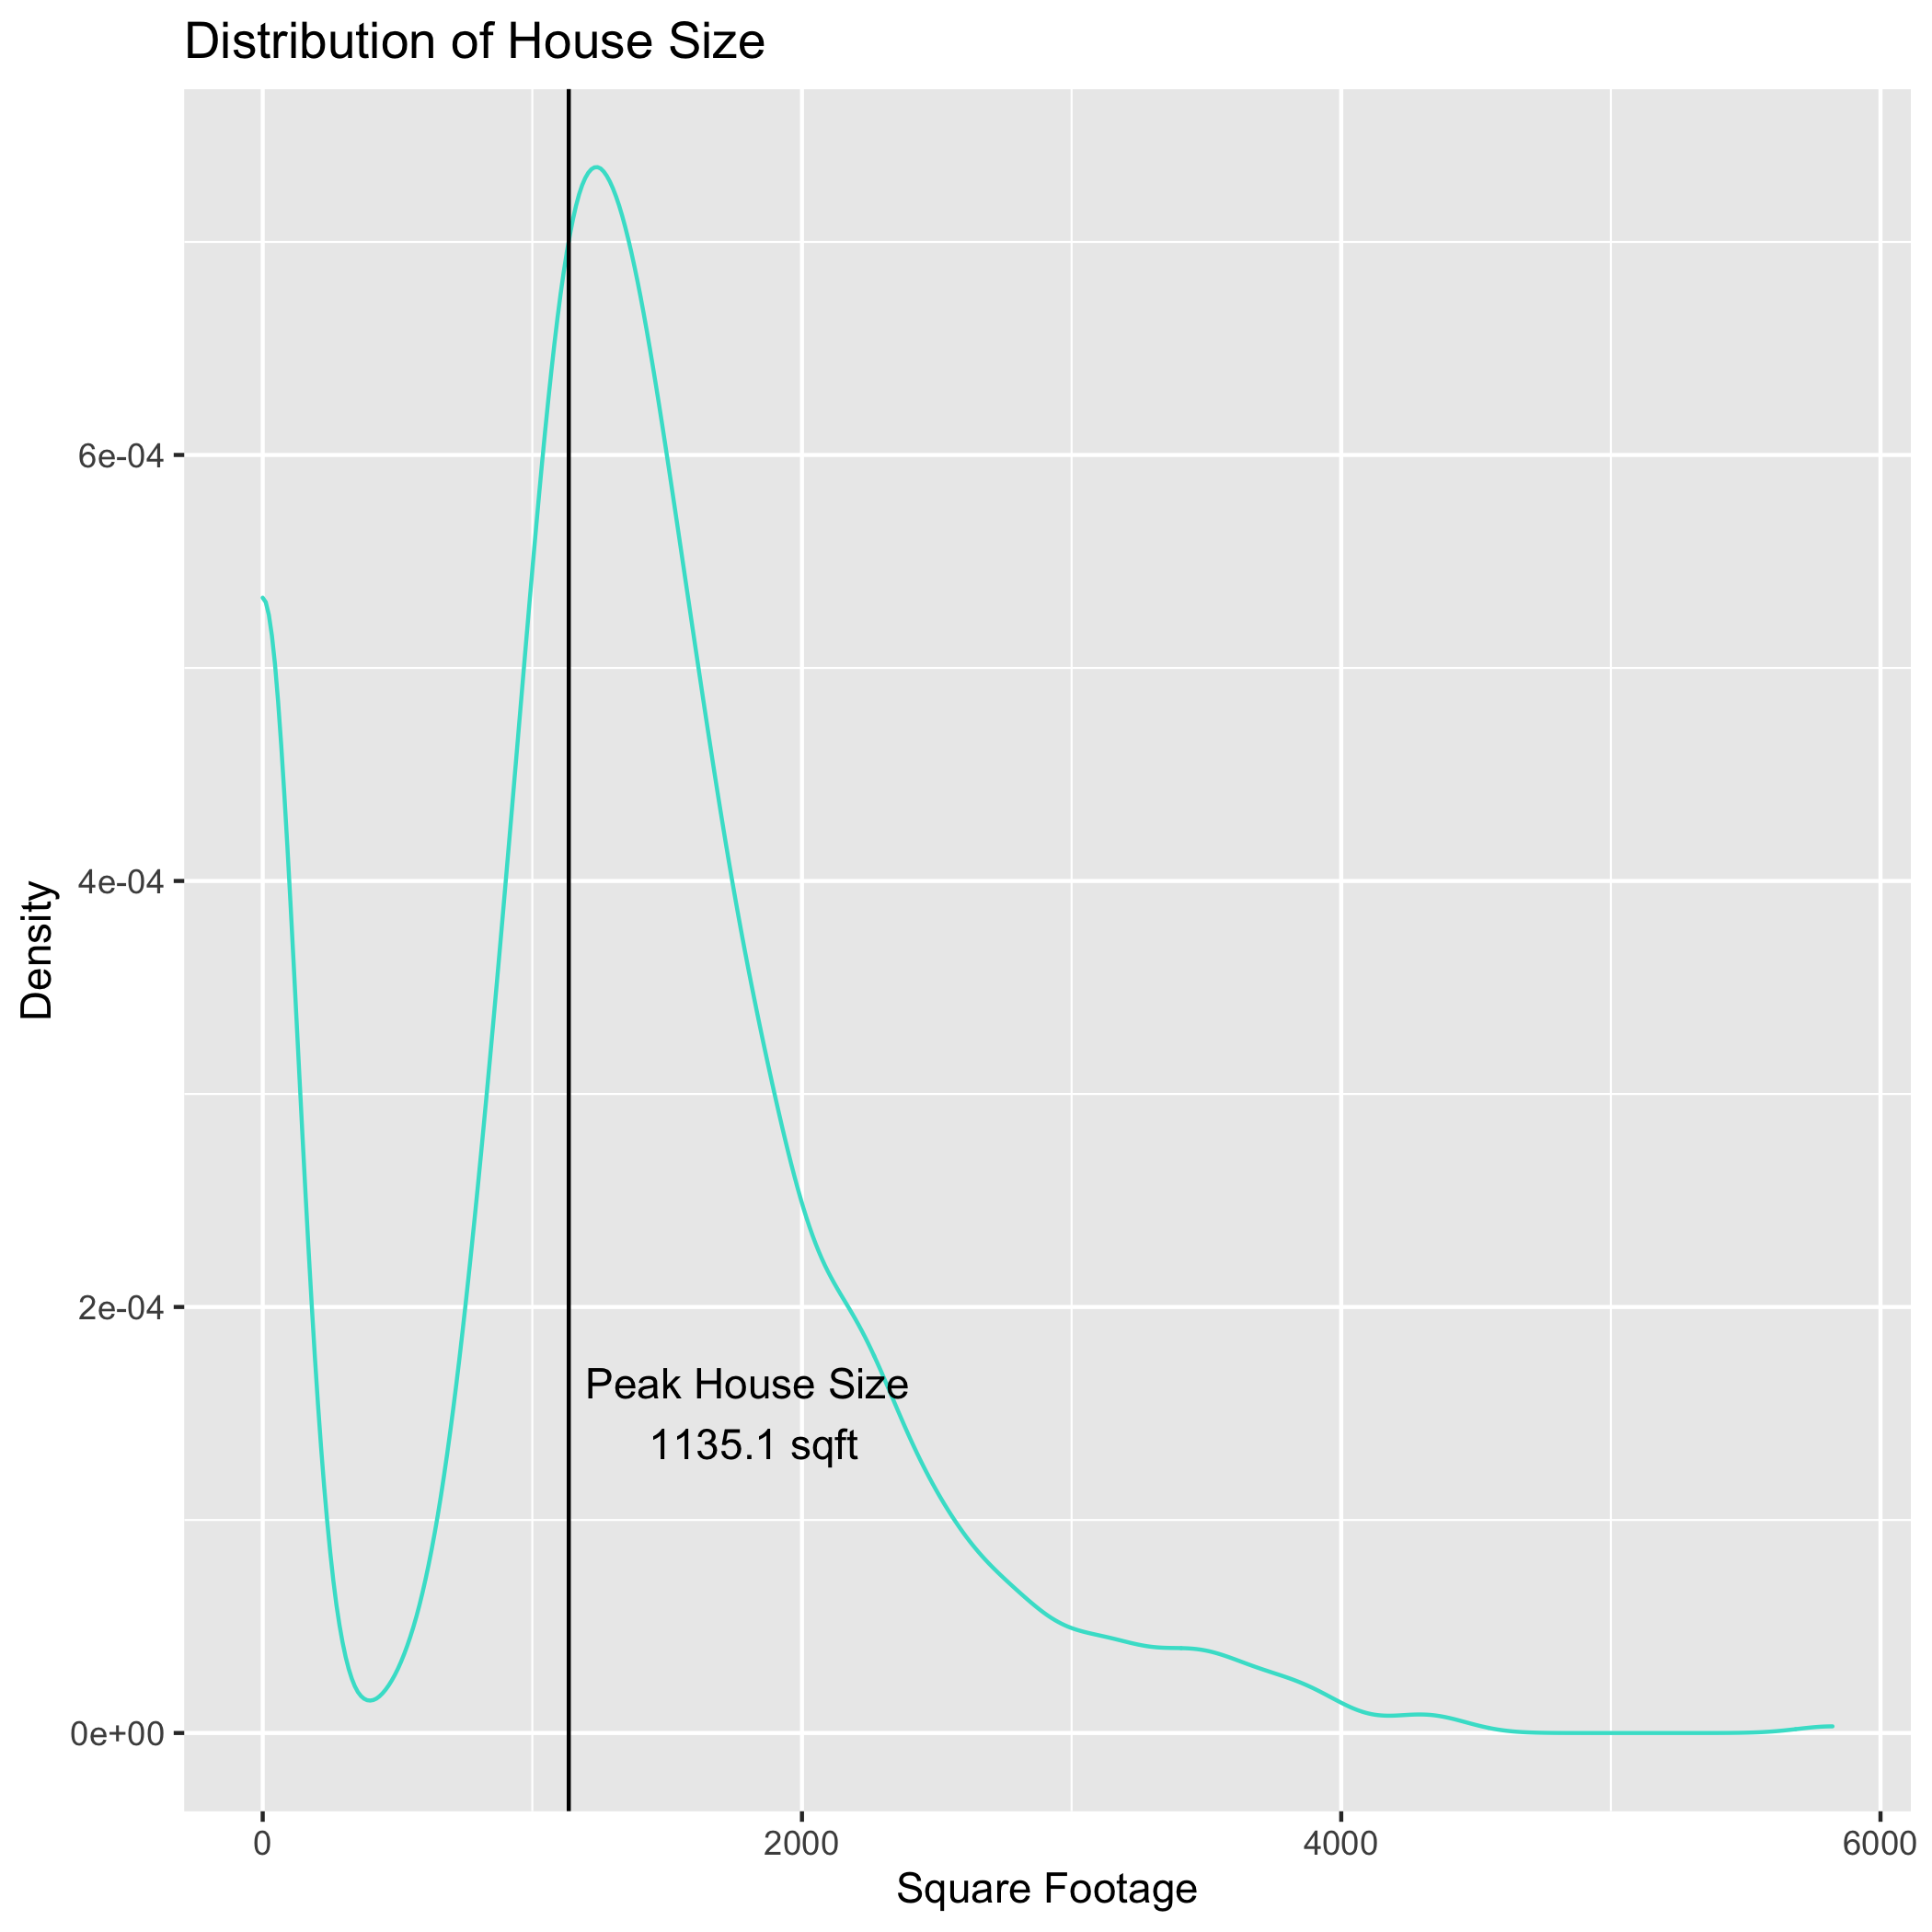 Distribution of House Size
6e-04
4e-04
2e-04
0e+00
Density
Peak House Size
1135.1 sqft
0
2000
4000
6000
Square Footage